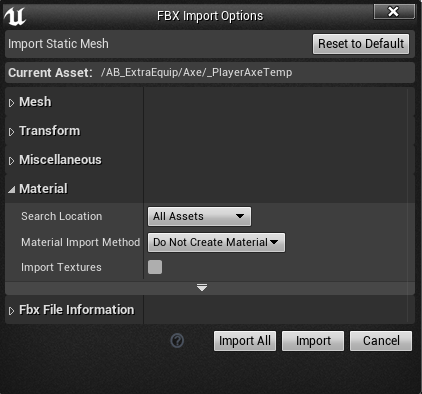 FBX Import Options
Import Static Mesh
Reset to Default
Current Asset: /AB_ExtraEquip/Axe/_PlayerAxeTemp
Mesh
Transform
Miscellaneous
Material
Search Location All Assets
Material Import Method Do Not Create Material
Import Textures
Fbx File Information
? Import All Import Cancel